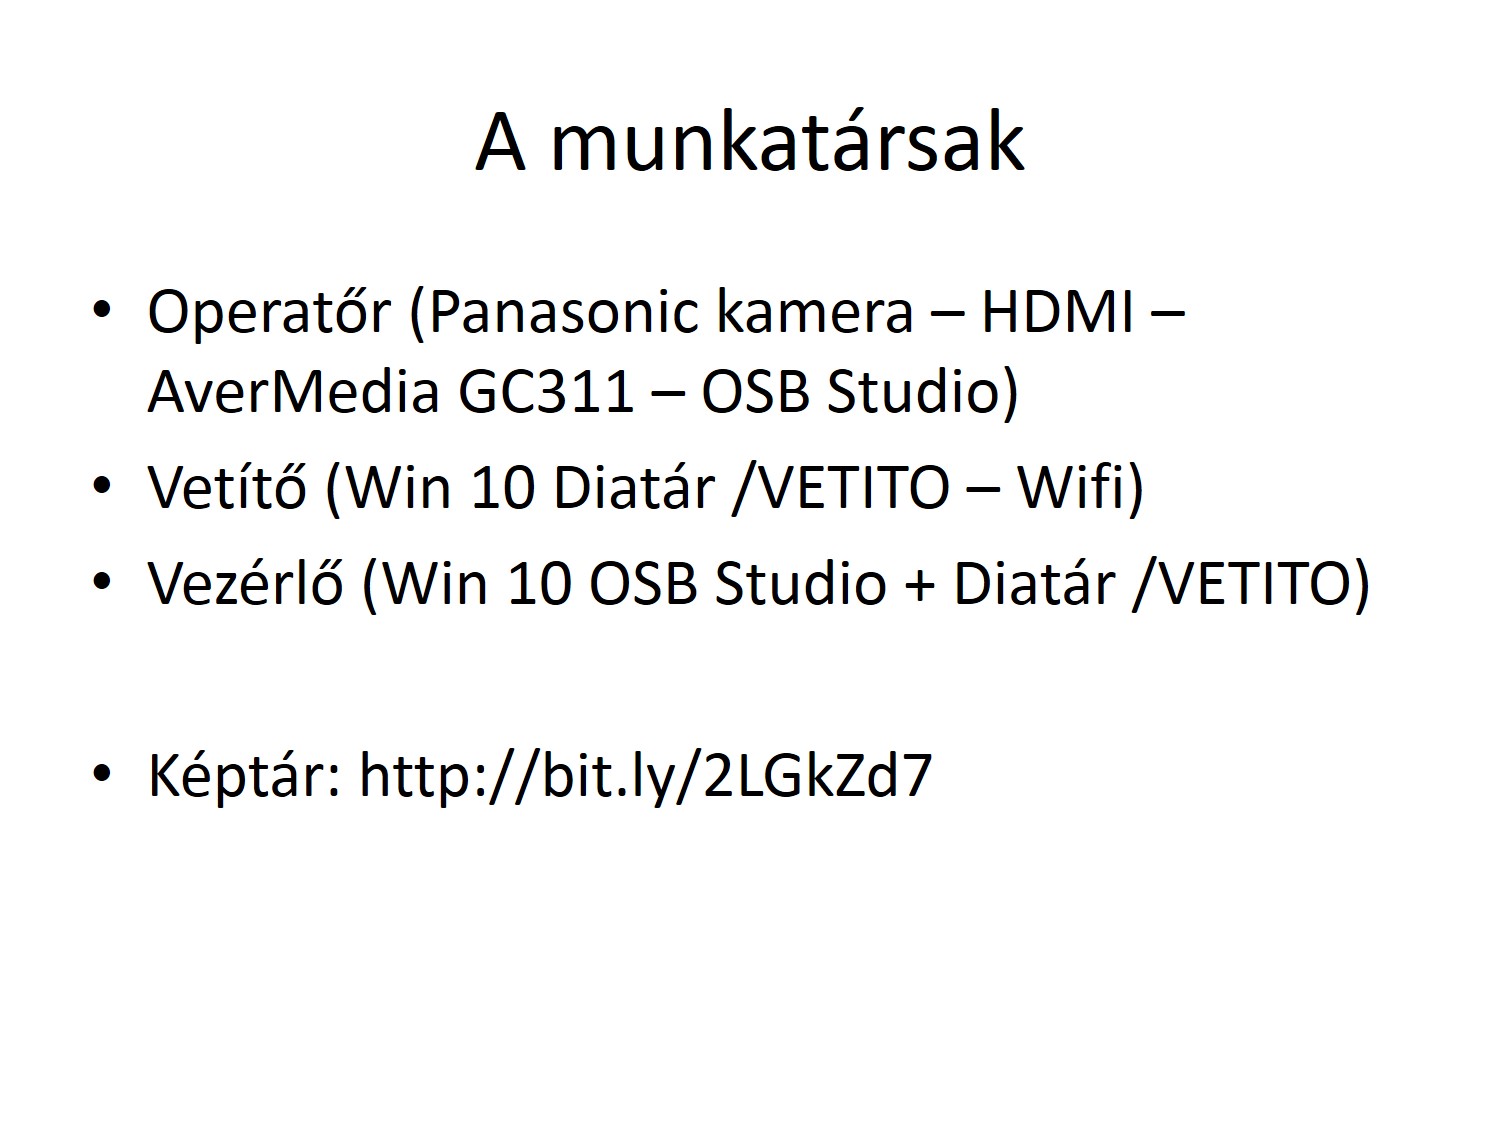 A munkatársak
• Operatőr (Panasonic kamera – HDMI –
AverMedia GC311 – OSB Studio)
• Vetítő (Win 10 Diatár /VETITO – Wifi)
• Vezérlő (Win 10 OSB Studio + Diatár /VETITO)
• Képtár: http://bit.ly/2LGkZd7